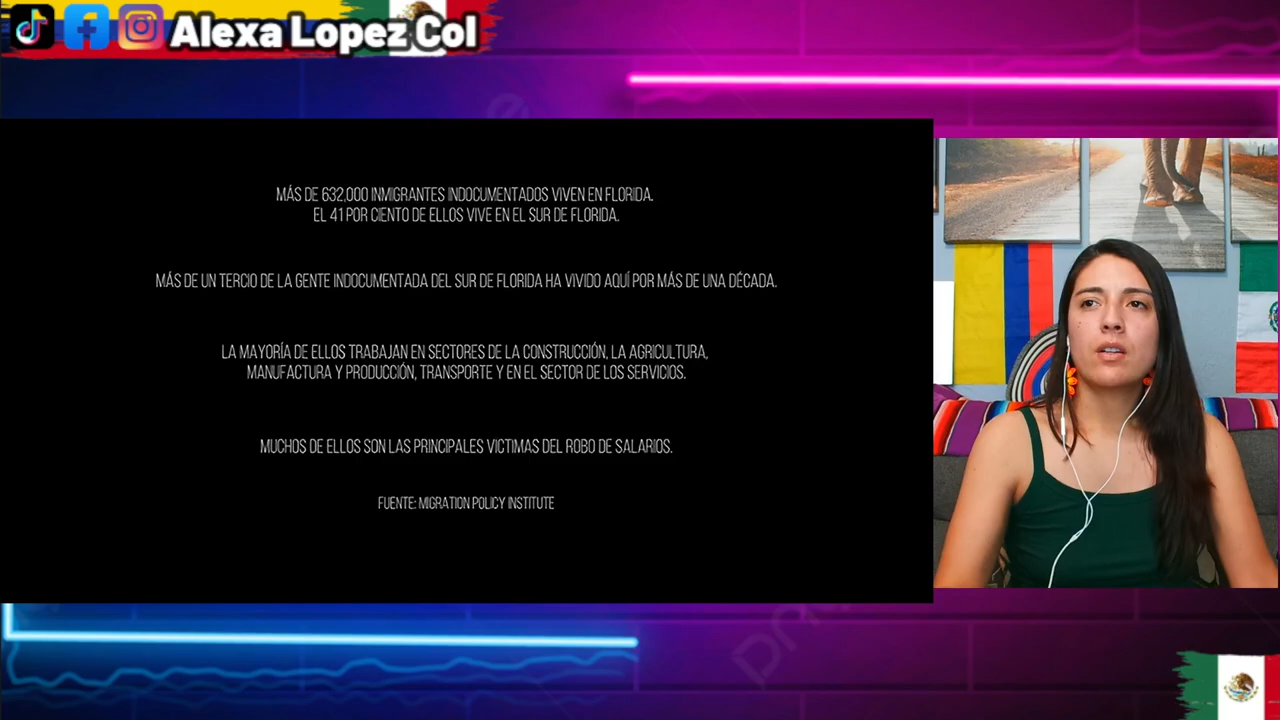 Alexa Lopez Col
MÁS DE 632,000 INMIGRANTES INDOCUMENTADOS VIVEN EN FLORIDA.
EL 41 POR CIENTO DE ELLOS VIVE EN EL SUR DE FLORIDA.
MÁS DE UN TERCIO DE LA GENTE INDOCUMENTADA DEL SUR DE FLORIDA HA VIVIDO AQUÍ POR MÁS DE UNA DÉCADA.
LA MAYORÍA DE ELLOS TRABAJAN EN SECTORES DE LA CONSTRUCCIÓN, LA AGRICULTURA,
MANUFACTURA Y PRODUCCIÓN, TRANSPORTE Y EN EL SECTOR DE LOS SERVICIOS.
MUCHOS DE ELLOS SON LAS PRINCIPALES VICTIMAS DEL ROBO DE SALARIOS.
FUENTE: MIGRATION POLICY INSTITUTE